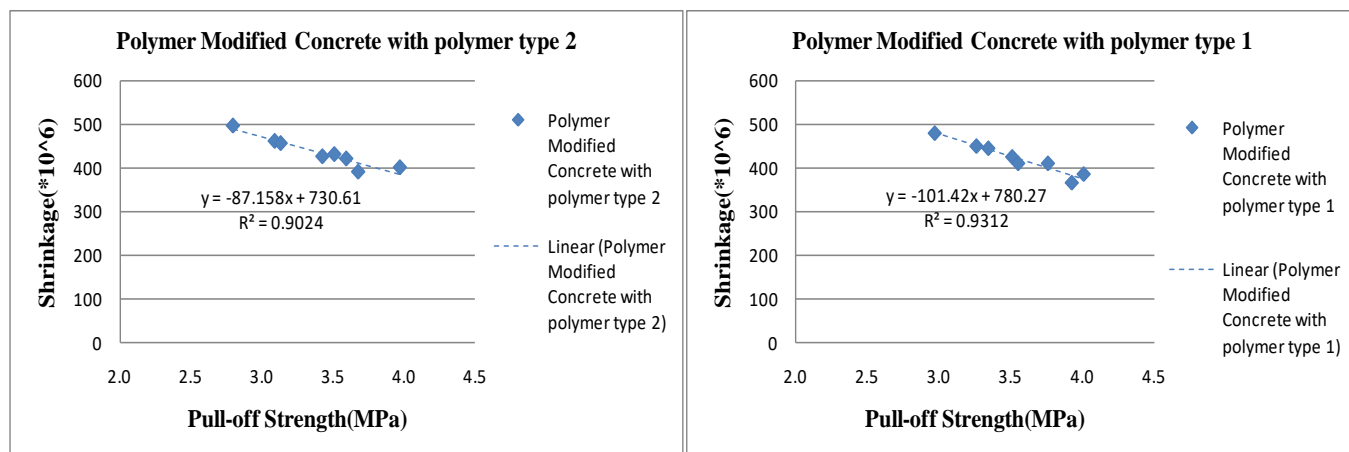 Polymer Modified Concrete with polymer type 2
Shrinkage(*10^6)
600
500
400
300
200
100
0
y = -87.158x + 730.61
R² = 0.9024
2.0 2.5 3.0 3.5 4.0 4.5
Pull-off Strength(MPa)
Polymer
Modified
Concrete with
polymer type 2
Linear (Polymer
Modified
Concrete with
polymer type 2)
Polymer Modified Concrete with polymer type 1
Shrinkage(*10^6)
600
500
400
300
200
100
0
y = -101.42x + 780.27
R² = 0.9312
2.0 2.5 3.0 3.5 4.0 4.5
Pull-off Strength(MPa)
Polymer
Modified
Concrete with
polymer type 1
Linear (Polymer
Modified
Concrete with
polymer type 1)